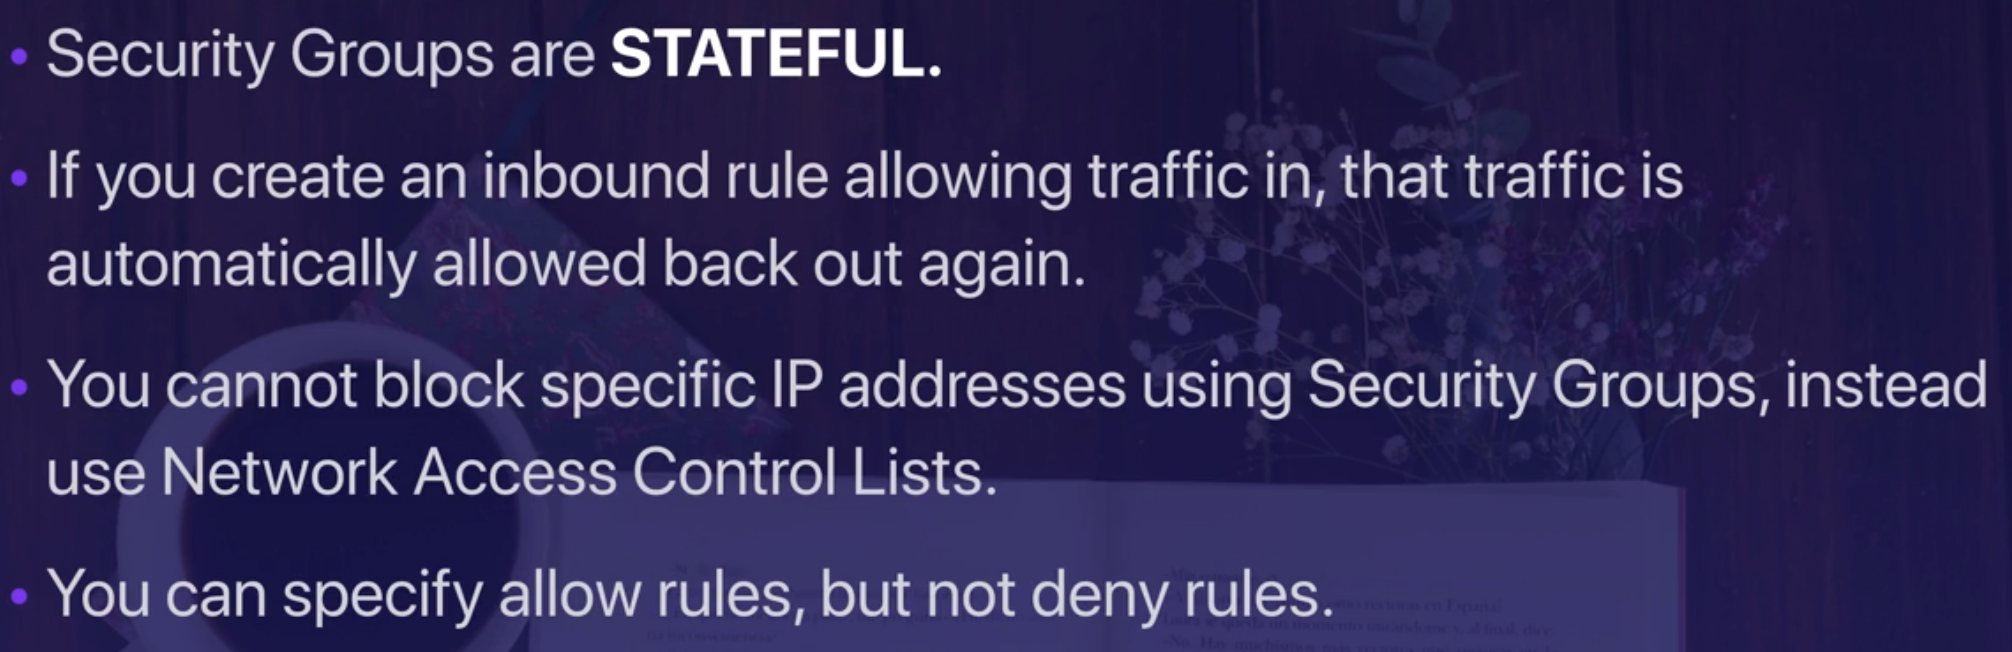 • Security Groups are STATEFUL.
• If you create an inbound rule allowing traffic in, that traffic is
automatically allowed back out again.
• You cannot block specific IP addresses using Security Groups, instead
use Network Access Control Lists.
• You can specify allow rules, but not deny rules.